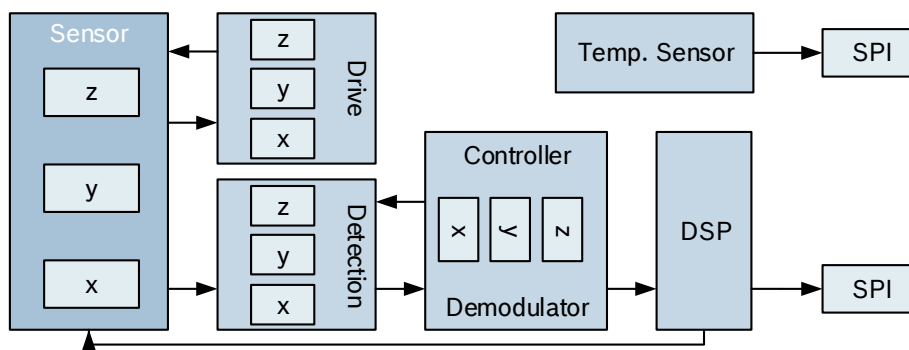 Sensor
z
y
x
z
y
x
Drive
z
y
x
Detection
Controller
x
y
z
Demodulator
DSP
Temp. Sensor
SPI
SPI